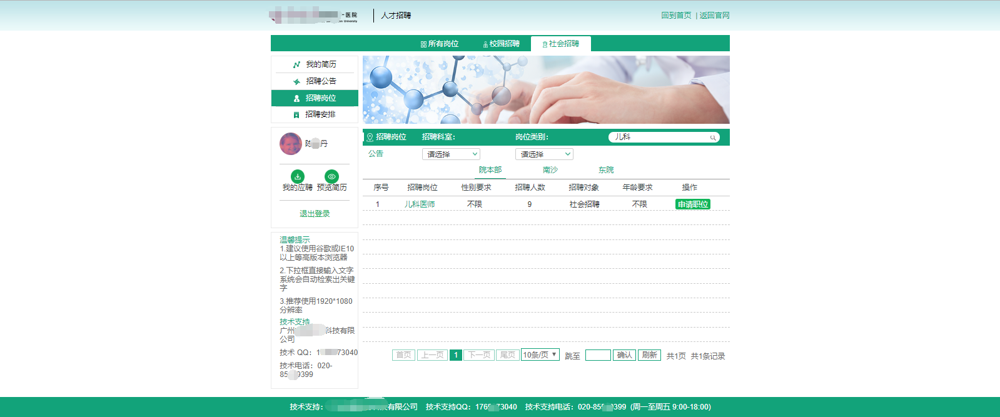 -医院
University
人才招聘
回到首页 | 返回官网
所有岗位 校园招聘 社会招聘
我的简历
招聘公告
招聘岗位
招聘安排
丹
我的应聘 预览简历
退出登录
温馨提示
1.建议使用谷歌或IE10
以上等高版本浏览器
2.下拉框直接输入文字
系统会自动检索出关键
字
3.推荐使用1920*1080
分辨率
技术支持
广州 科技有限
公司
技术 QQ：1 73040
技术电话：020-
85 9399
招聘岗位 招聘科室： 岗位类别： 儿科
公告 请选择 请选择
院本部 南沙 东院
序号 招聘岗位 性别要求 招聘人数 招聘对象 年龄要求 操作
1 儿科医师 不限 9 社会招聘 不限 申请职位
首页 上一页 1 下一页 尾页 10条/页 跳至 确认 刷新 共1页 共1条记录
技术支持： 有限公司 技术支持QQ：176 73040 技术支持电话：020-85 9399 (周一至周五 9:00-18:00)